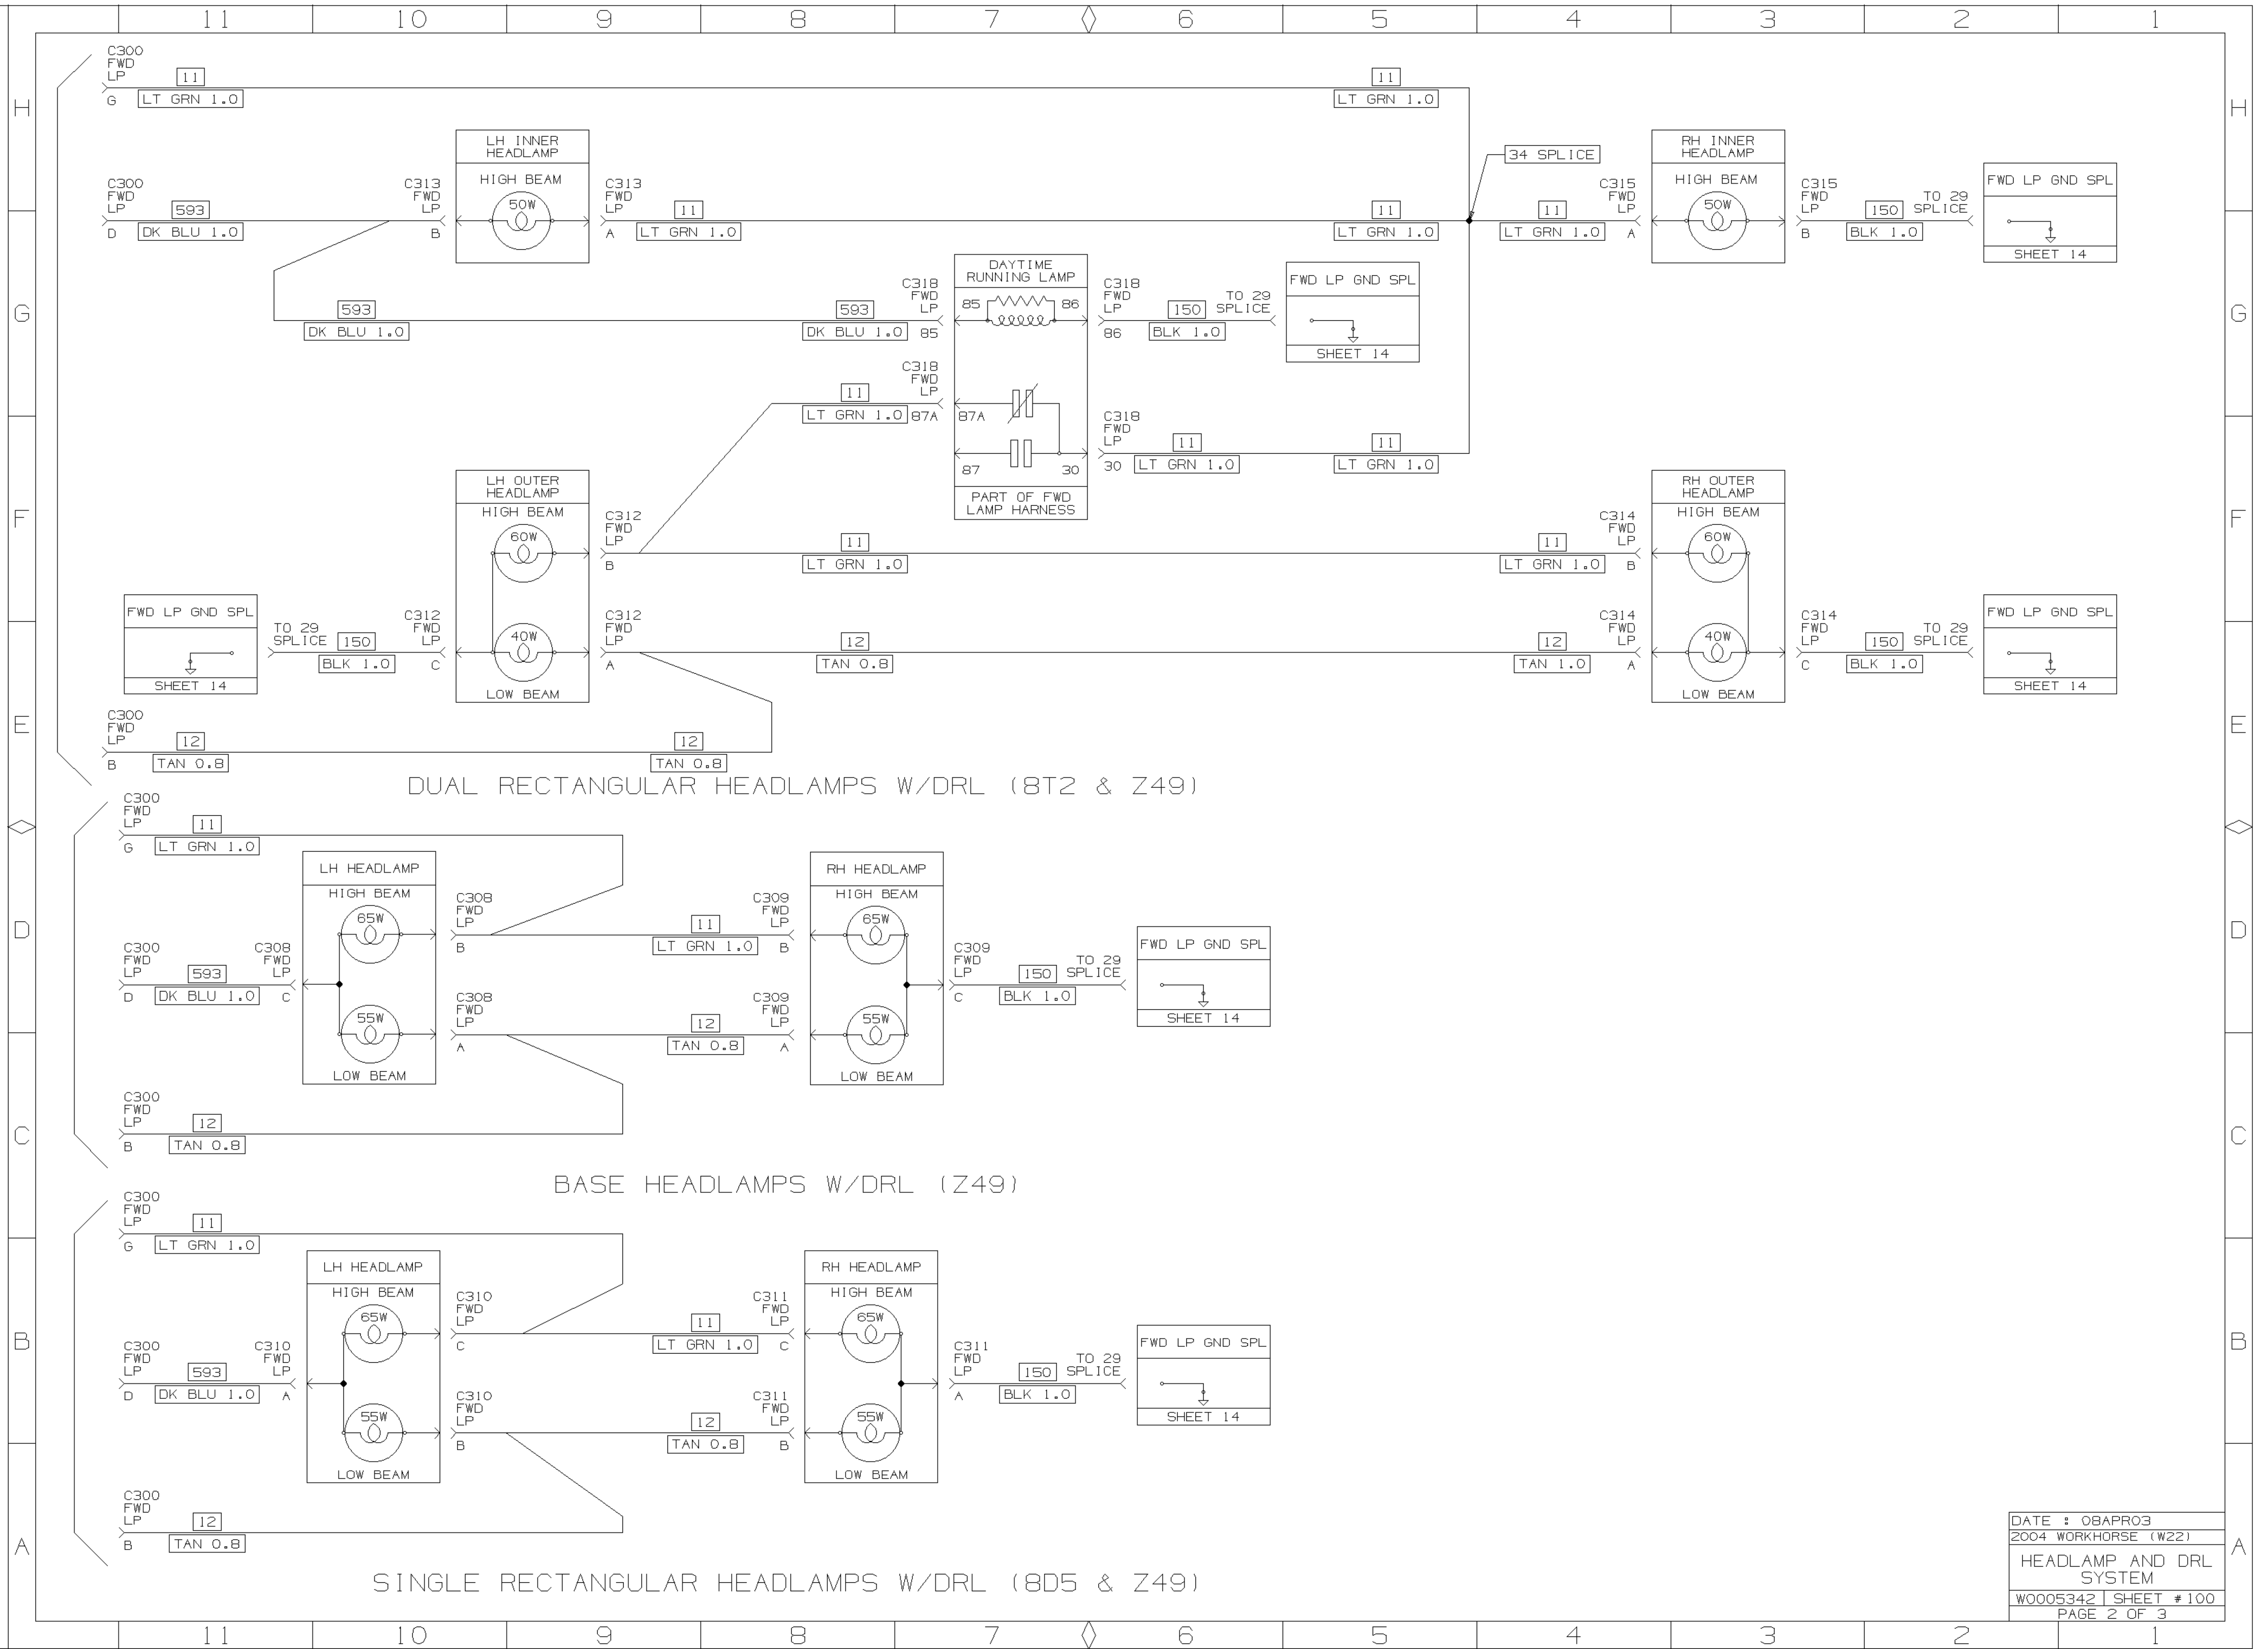 11 10 9 8 7 6 5 4 3 2 1
H
G
F
E
D
C
B
A
C300
FWD
LP
G
11
LT GRN 1.0
11
LT GRN 1.0
34 SPLICE
C300
FWD
LP
D
593
DK BLU 1.0
C313
FWD
LP
B
LH INNER
HEADLAMP
HIGH BEAM
50W
C313
FWD
LP
A
11
LT GRN 1.0
11
LT GRN 1.0
11
LT GRN 1.0
C315
FWD
LP
A
RH INNER
HEADLAMP
HIGH BEAM
50W
C315
FWD
LP
B
150
BLK 1.0
TO 29
SPLICE
FWD LP GND SPL
SHEET 14
593
DK BLU 1.0
593
DK BLU 1.0
C318
FWD
LP
85
DAYTIME
RUNNING LAMP
85 86
C318
FWD
LP
86
150
BLK 1.0
TO 29
SPLICE
FWD LP GND SPL
SHEET 14
11
LT GRN 1.0
C318
FWD
LP
87A
87A
87 30
PART OF FWD
LAMP HARNESS
C318
FWD
LP
30
11
LT GRN 1.0
11
LT GRN 1.0
LH OUTER
HEADLAMP
HIGH BEAM
60W
40W
LOW BEAM
C312
FWD
LP
B
11
LT GRN 1.0
11
LT GRN 1.0
C314
FWD
LP
B
RH OUTER
HEADLAMP
HIGH BEAM
60W
40W
LOW BEAM
FWD LP GND SPL
SHEET 14
TO 29
SPLICE
150
BLK 1.0
C312
FWD
LP
C
C312
FWD
LP
A
12
TAN 0.8
12
TAN 1.0
C314
FWD
LP
A
C314
FWD
LP
C
150
BLK 1.0
TO 29
SPLICE
FWD LP GND SPL
SHEET 14
C300
FWD
LP
B
12
TAN 0.8
12
TAN 0.8
DUAL RECTANGULAR HEADLAMPS W/DRL (8T2 & Z49)
C300
FWD
LP
G
11
LT GRN 1.0
C300
FWD
LP
D
593
DK BLU 1.0
C308
FWD
LP
C
LH HEADLAMP
HIGH BEAM
65W
55W
LOW BEAM
C308
FWD
LP
B
11
LT GRN 1.0
C309
FWD
LP
B
C308
FWD
LP
A
12
TAN 0.8
C309
FWD
LP
A
RH HEADLAMP
HIGH BEAM
65W
55W
LOW BEAM
C309
FWD
LP
C
150
BLK 1.0
TO 29
SPLICE
FWD LP GND SPL
SHEET 14
C300
FWD
LP
B
12
TAN 0.8
BASE HEADLAMPS W/DRL (Z49)
C300
FWD
LP
G
11
LT GRN 1.0
C300
FWD
LP
D
593
DK BLU 1.0
C310
FWD
LP
A
LH HEADLAMP
HIGH BEAM
65W
55W
LOW BEAM
C310
FWD
LP
C
11
LT GRN 1.0
C311
FWD
LP
C
C310
FWD
LP
B
12
TAN 0.8
C311
FWD
LP
B
RH HEADLAMP
HIGH BEAM
65W
55W
LOW BEAM
C311
FWD
LP
A
150
BLK 1.0
TO 29
SPLICE
FWD LP GND SPL
SHEET 14
C300
FWD
LP
B
12
TAN 0.8
SINGLE RECTANGULAR HEADLAMPS W/DRL (8D5 & Z49)
DATE : 08APR03
2004 WORKHORSE (W22)
HEADLAMP AND DRL
SYSTEM
W0005342 SHEET #100
PAGE 2 OF 3
H
G
F
E
D
C
B
A
11 10 9 8 7 6 5 4 3 2 1